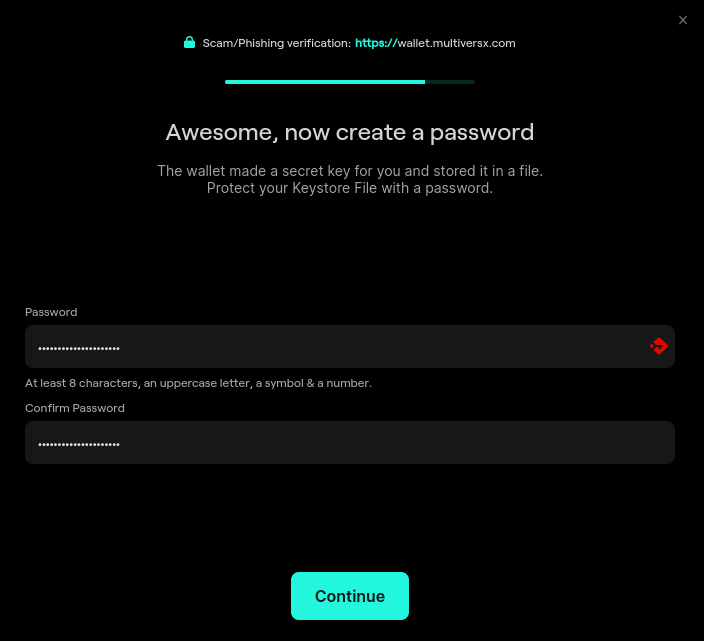 Scam/Phishing verification: https://wallet.multiversx.com
Awesome, now create a password
The wallet made a secret key for you and stored it in a file.
Protect your Keystore File with a password.
Password
•••••••••••••••••••••
At least 8 characters, an uppercase letter, a symbol & a number.
Confirm Password
•••••••••••••••••••••
Continue